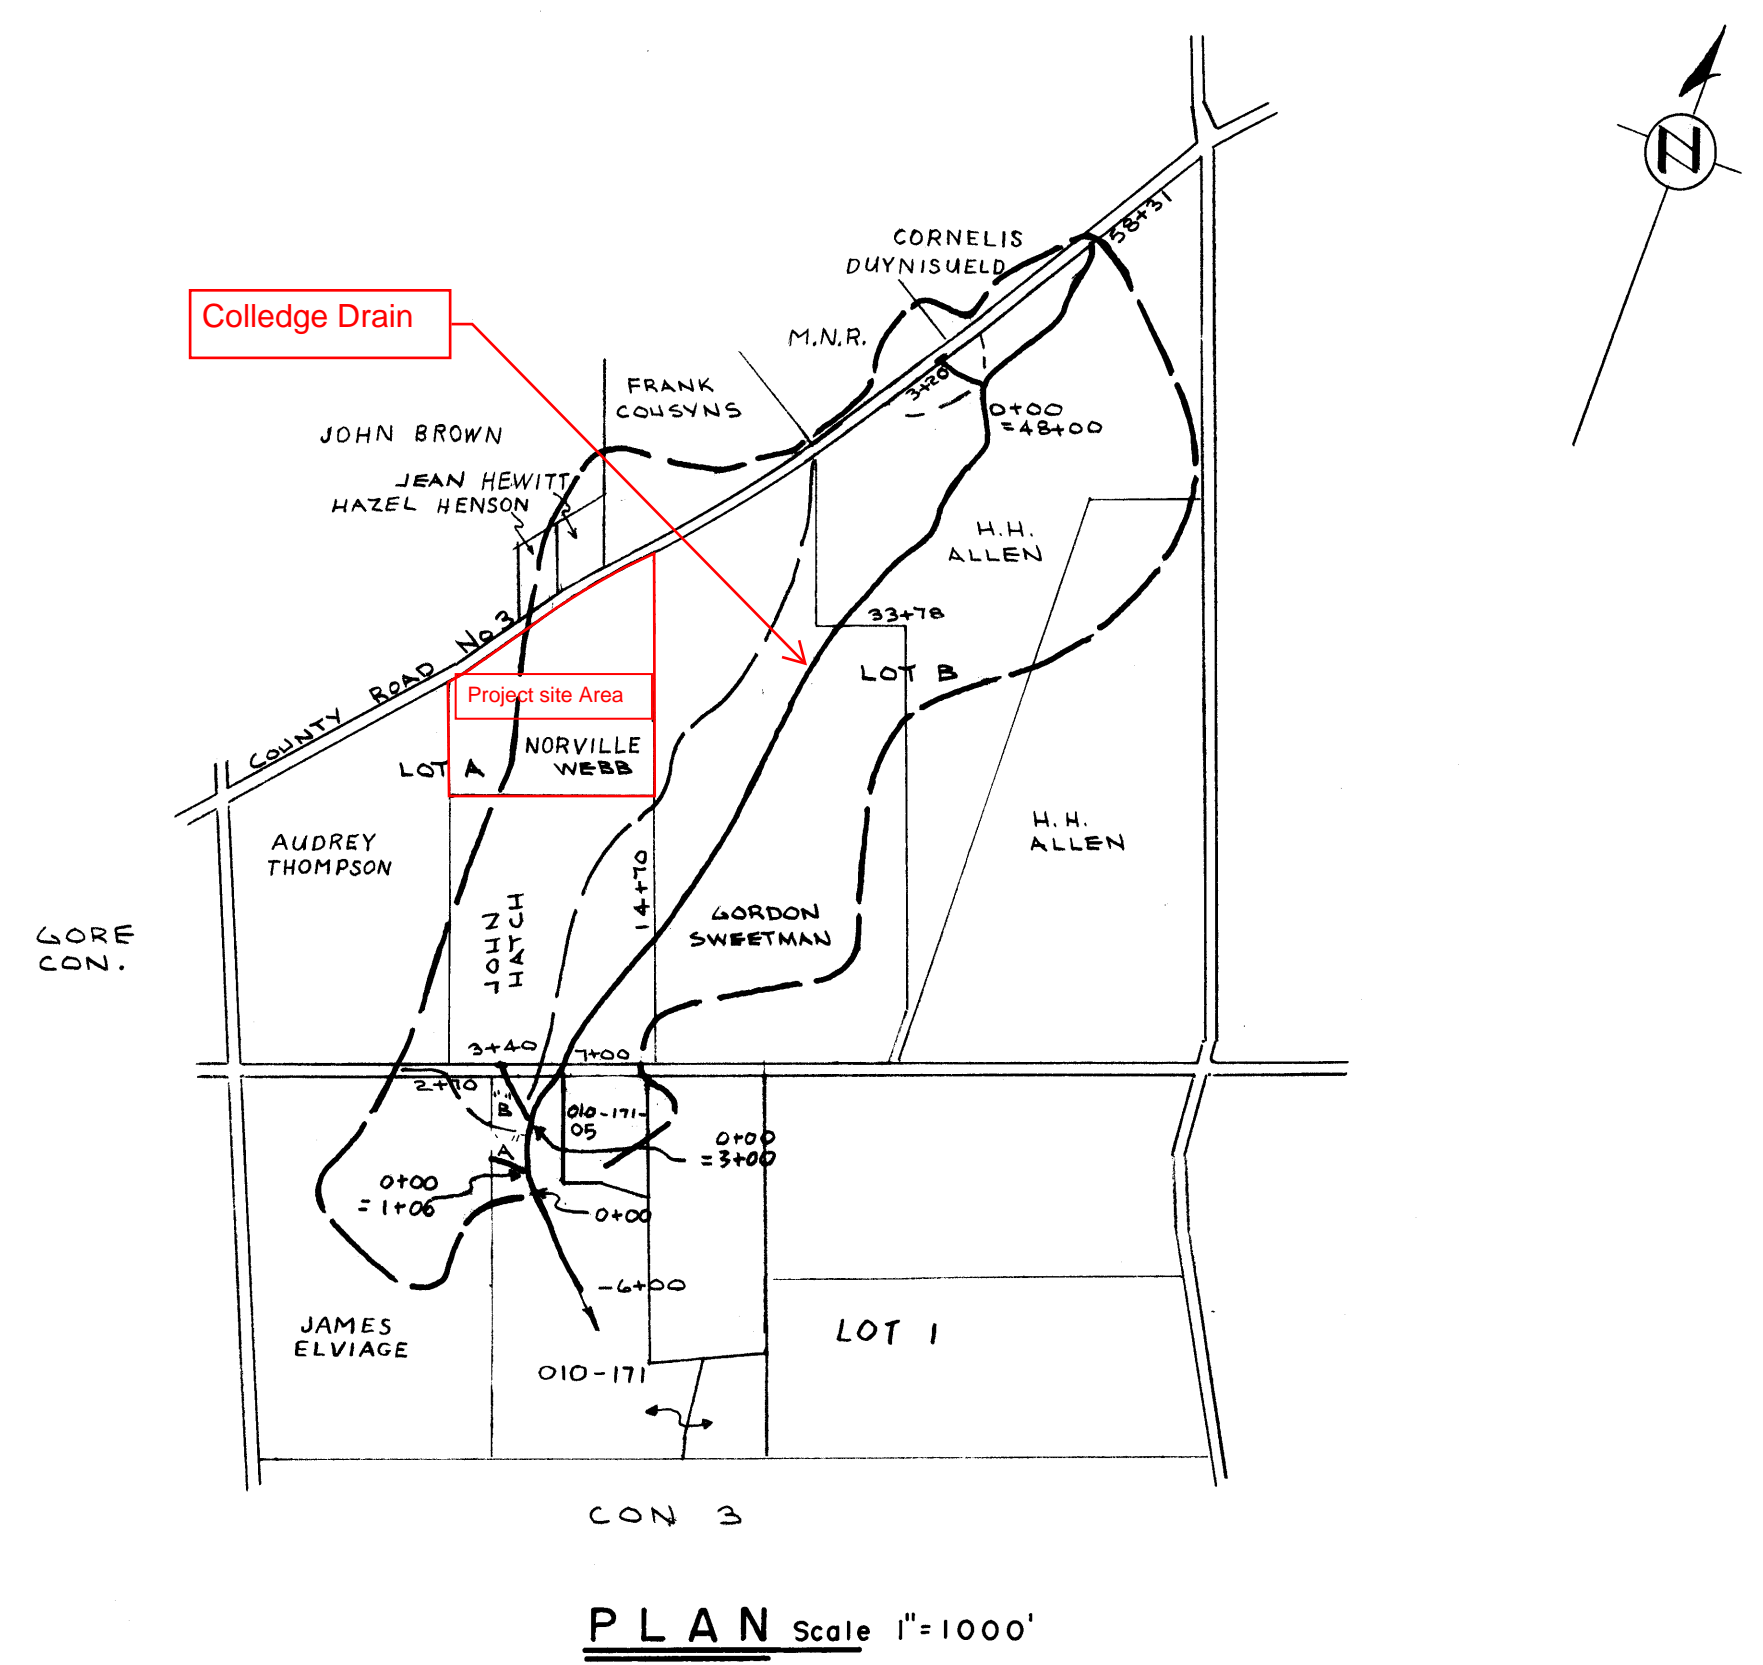 N
58+31
CORNELIS
DUYNISUELD
Colledge Drain
M.N.R.
FRANK
COUSYNS
3+20
0+00
=48+00
JOHN BROWN
JEAN HEWITT
HAZEL HENSON
H.H.
ALLEN
33+78
COUNTY ROAD No 3
LOT B
Project site Area
NORVILLE
WEBB
LOT A
H.H.
ALLEN
AUDREY
THOMPSON
14+70
JOHN
HATCH
GORDON
SWEETMAN
GORE
CON.
3+40
7+00
2+70
"B"
010-171-
05
0+00
=3+00
"A"
0+00
=1+06
0+00
-6+00
JAMES
ELVIAGE
LOT 1
010-171
CON 3
PLAN Scale 1"=1000'